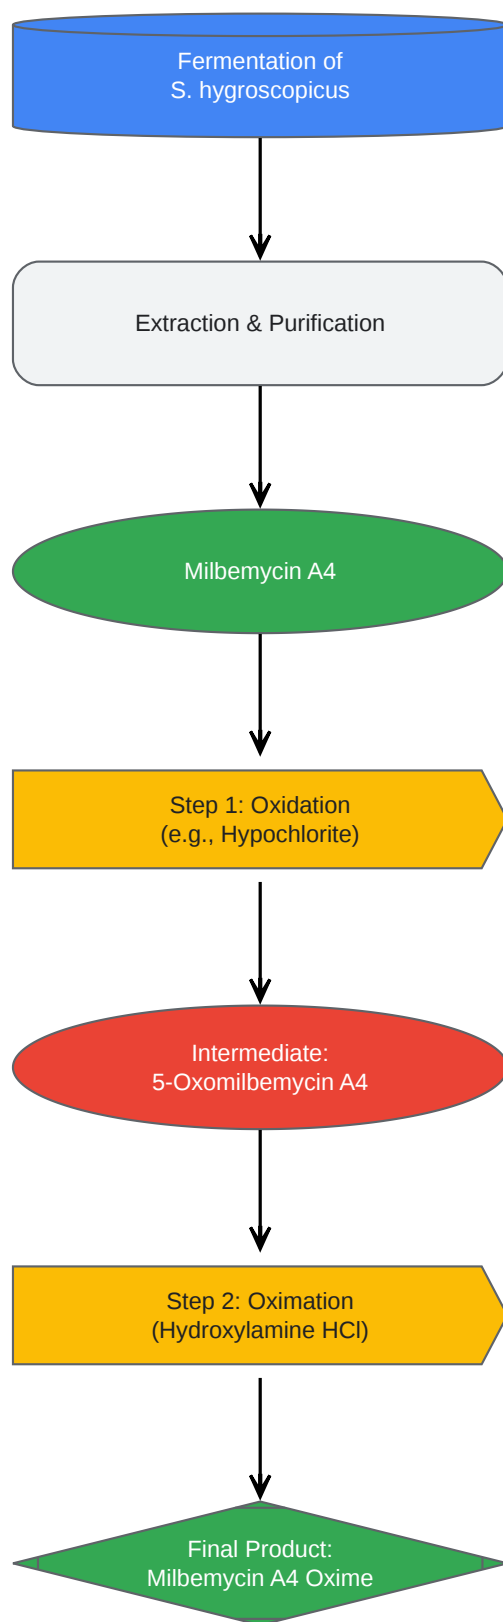 Fermentation of
S. hygroscopicus
Extraction & Purification
Milbemycin A4
Step 1: Oxidation
(e.g., Hypochlorite)
Intermediate:
5-Oxomilbemycin A4
Step 2: Oximation
(Hydroxylamine HCl)
Final Product:
Milbemycin A4 Oxime